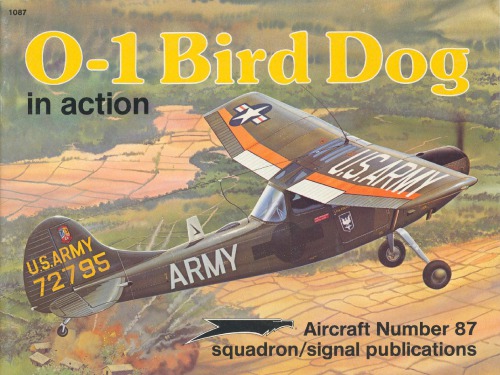 1087
O-1 Bird Dog
in action
U.S. ARMY
U.S. ARMY
72795
ARMY
Aircraft Number 87
squadron/signal publications